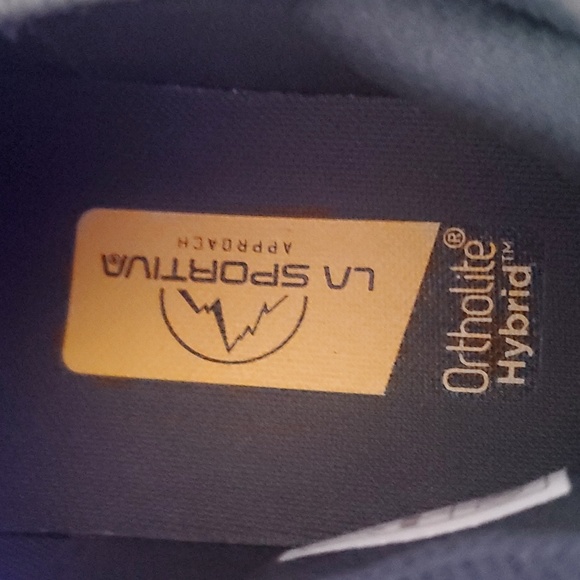 LA SPORTIVA®
APPROACH
Ortholite®
Hybrid™